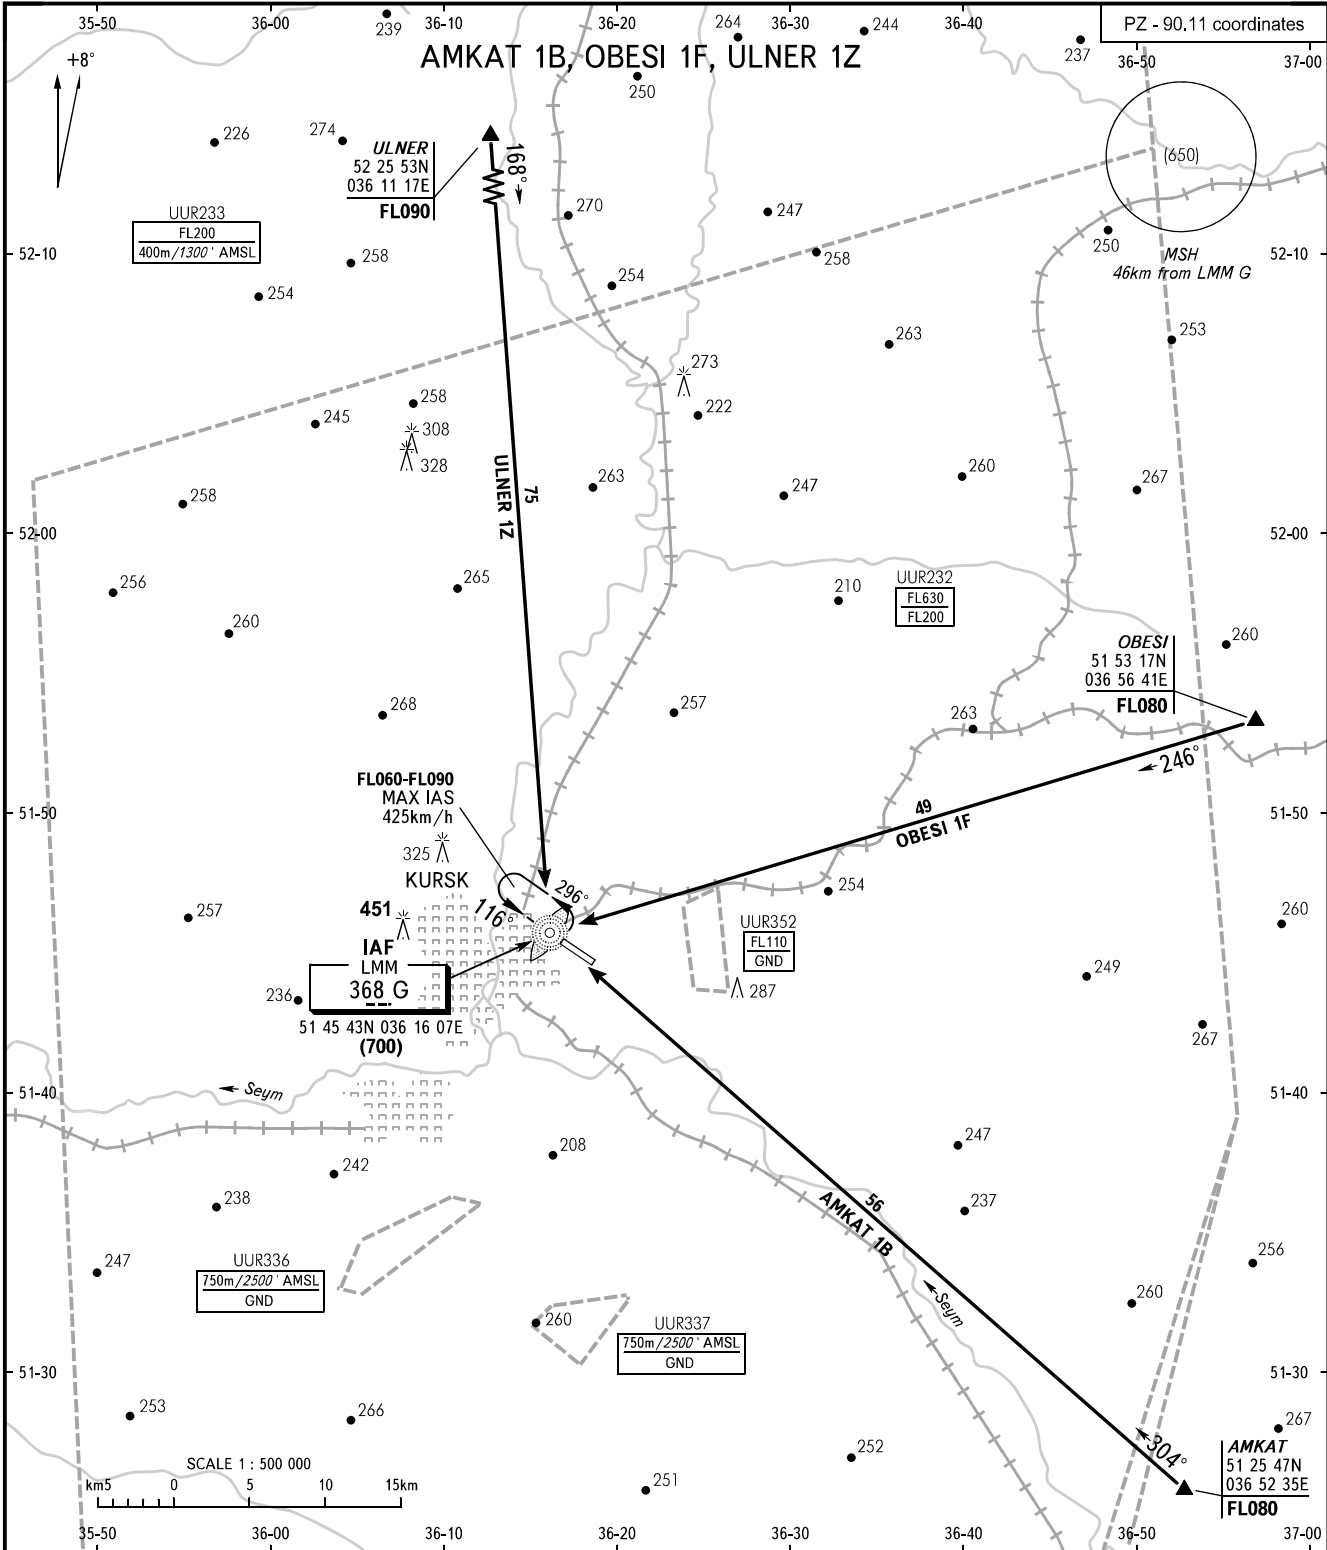 35-50
36-00
36-10
36-20
36-30
36-40
36-50
37-00
PZ - 90.11 coordinates
AMKAT 1B, OBESI 1F, ULNER 1Z
+8°
239
264
244
237
250
226
274
ULNER
52 25 53N
036 11 17E
FL090
168°
(650)
MSH
46km from LMM G
UUR233
FL200
400m/1300' AMSL
270
247
250
52-10
52-10
258
258
254
254
263
253
273
258
222
245
308
328
75
ULNER 1Z
263
247
260
267
258
52-00
52-00
256
265
210
UUR232
FL630
FL200
260
260
OBESI
51 53 17N
036 56 41E
FL080
268
257
263
246°
FL060-FL090
MAX IAS
425km/h
49
OBESI 1F
51-50
51-50
325
KURSK
296°
116°
254
257
451
IAF
LMM
368 G
51 45 43N 036 16 07E
(700)
UUR352
FL110
GND
287
260
249
236
267
Seym
51-40
51-40
208
247
242
238
237
56
AMKAT 1B
247
UUR336
750m/2500' AMSL
GND
256
260
Seym
260
UUR337
750m/2500' AMSL
GND
51-30
51-30
253
266
252
251
267
304°
AMKAT
51 25 47N
036 52 35E
FL080
SCALE 1 : 500 000
km5
0
5
10
15km
35-50
36-00
36-10
36-20
36-30
36-40
36-50
37-00